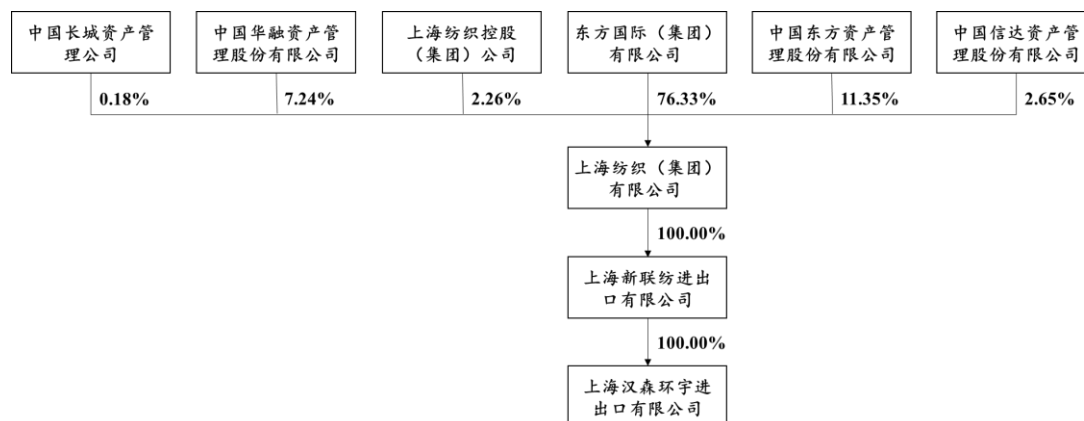 中国长城资产管
理公司
中国华融资产管
理股份有限公司
上海纺织控股
（集团）公司
东方国际（集团）
有限公司
中国东方资产管
理股份有限公司
中国信达资产管
理股份有限公司
0.18%
7.24%
2.26%
76.33%
11.35%
2.65%
上海纺织（集团）
有限公司
100.00%
上海新联纺进出
口有限公司
100.00%
上海汉森环宇进
出口有限公司